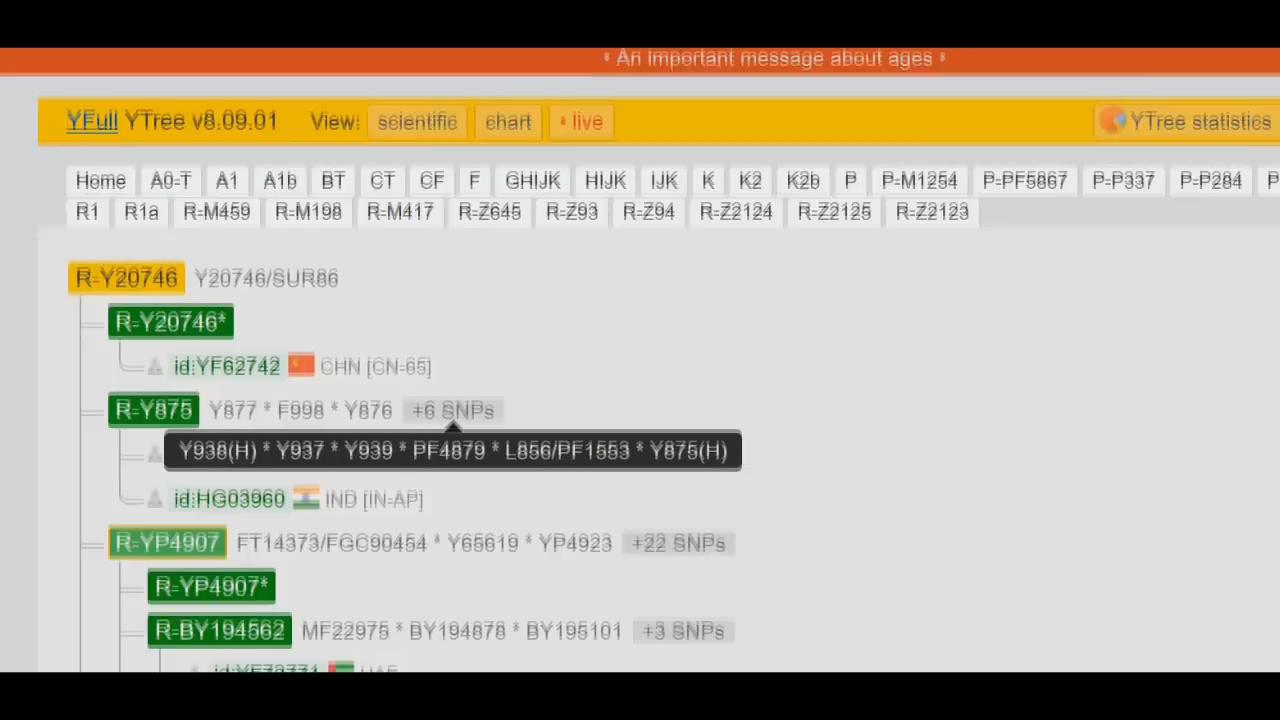 * An important message about ages *
YFull YTree v8.09.01 View: scientific chart * live YTree statistics
Home A0-T A1 A1b BT CT CF F GHIJK HIJK IJK K K2 K2b P P-M1254 P-PF5867 P-P337 P-P284 P
R1 R1a R-M459 R-M198 R-M417 R-Z645 R-Z93 R-Z94 R-Z2124 R-Z2125 R-Z2123
R-Y20746 Y20746/SUR86
R-Y20746*
id:YF62742 CHN [CN-65]
R-Y875 Y877 * F998 * Y876 +6 SNPs
Y938(H) * Y937 * Y939 * PF4879 * L856/PF1553 * Y875(H)
id:HG03960 IND [IN-AP]
R-YP4907 FT14373/FGC90454 * Y65619 * YP4923 +22 SNPs
R-YP4907*
R-BY194562 MF22975 * BY194878 * BY195101 +3 SNPs
UAE